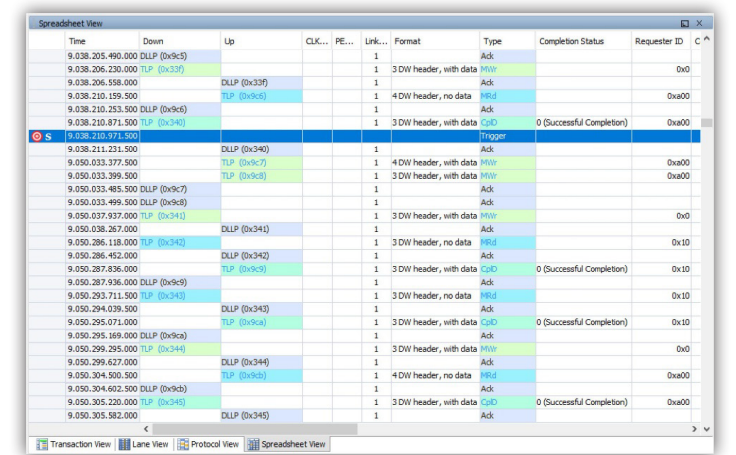 Spreadsheet View
Time Down Up CLK... PE... Link... Format Type Completion Status Requester ID C
9.038.205.490.000 DLLP (0x9c5) 1 Ack
9.038.206.230.000 TLP (0x33f) 1 3 DW header, with data MWr 0x0
9.038.206.558.000 DLLP (0x33f) 1 Ack
9.038.210.159.500 TLP (0x9c6) 1 4 DW header, no data MRd 0xa00
9.038.210.253.500 DLLP (0x9c6) 1 Ack
9.038.210.871.500 TLP (0x340) 1 3 DW header, with data CplD 0 (Successful Completion) 0xa00
S 9.038.210.971.500 Trigger
9.038.211.231.500 DLLP (0x340) 1 Ack
9.050.033.377.500 TLP (0x9c7) 1 4 DW header, with data MWr 0xa00
9.050.033.399.500 TLP (0x9c8) 1 3 DW header, with data MWr 0xa00
9.050.033.485.500 DLLP (0x9c7) 1 Ack
9.050.033.499.500 DLLP (0x9c8) 1 Ack
9.050.037.937.000 TLP (0x341) 1 3 DW header, with data MWr 0x0
9.050.038.267.000 DLLP (0x341) 1 Ack
9.050.286.118.000 TLP (0x342) 1 3 DW header, no data MRd 0x10
9.050.286.452.000 DLLP (0x342) 1 Ack
9.050.287.836.000 TLP (0x9c9) 1 3 DW header, with data CplD 0 (Successful Completion) 0x10
9.050.287.936.000 DLLP (0x9c9) 1 Ack
9.050.293.711.500 TLP (0x343) 1 3 DW header, no data MRd 0x10
9.050.294.039.500 DLLP (0x343) 1 Ack
9.050.295.071.000 TLP (0x9ca) 1 3 DW header, with data CplD 0 (Successful Completion) 0x10
9.050.295.169.000 DLLP (0x9ca) 1 Ack
9.050.299.295.000 TLP (0x344) 1 3 DW header, with data MWr 0x0
9.050.299.627.000 DLLP (0x344) 1 Ack
9.050.304.500.500 TLP (0x9cb) 1 4 DW header, no data MRd 0xa00
9.050.304.602.500 DLLP (0x9cb) 1 Ack
9.050.305.220.000 TLP (0x345) 1 3 DW header, with data CplD 0 (Successful Completion) 0xa00
9.050.305.582.000 DLLP (0x345) 1 Ack
Transaction View Lane View Protocol View Spreadsheet View